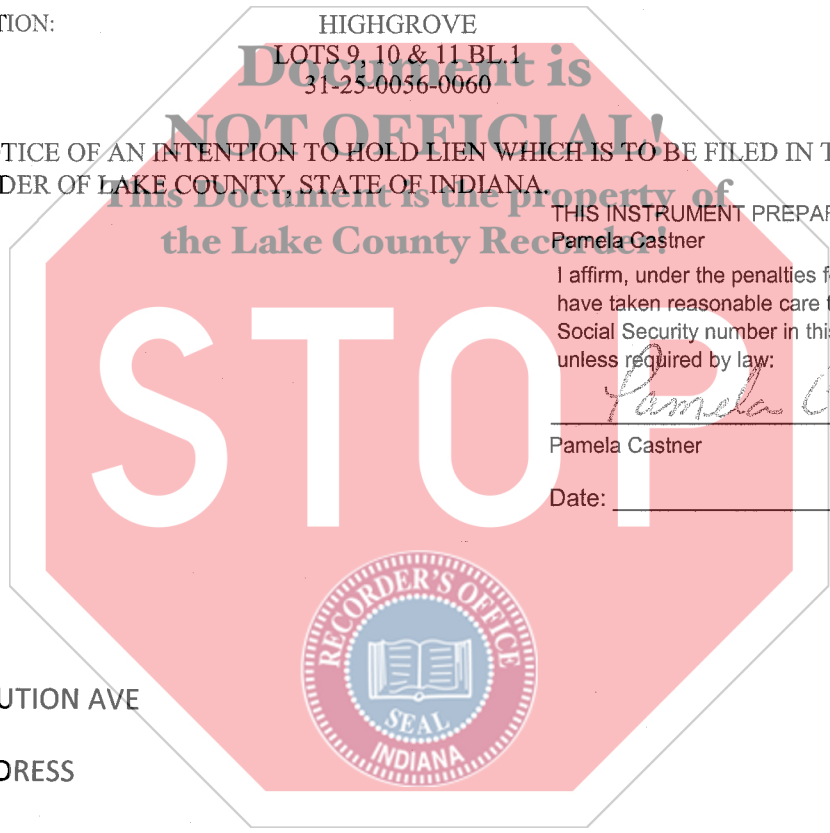 TION:
HIGHGROVE
LOTS 9, 10 & 11 BL.1
31-25-0056-0060
Document is
NOT OFFICIAL!
This Document is the property of
the Lake County Recorder!
TICE OF AN INTENTION TO HOLD LIEN WHICH IS TO BE FILED IN T
DER OF LAKE COUNTY, STATE OF INDIANA.
THIS INSTRUMENT PREPAR
Pamela Castner
I affirm, under the penalties f
have taken reasonable care t
Social Security number in this
unless required by law:
Pamela C
Pamela Castner
Date:
STOP
RECORDER'S OFFICE
SEAL
INDIANA
UTION AVE
DRESS